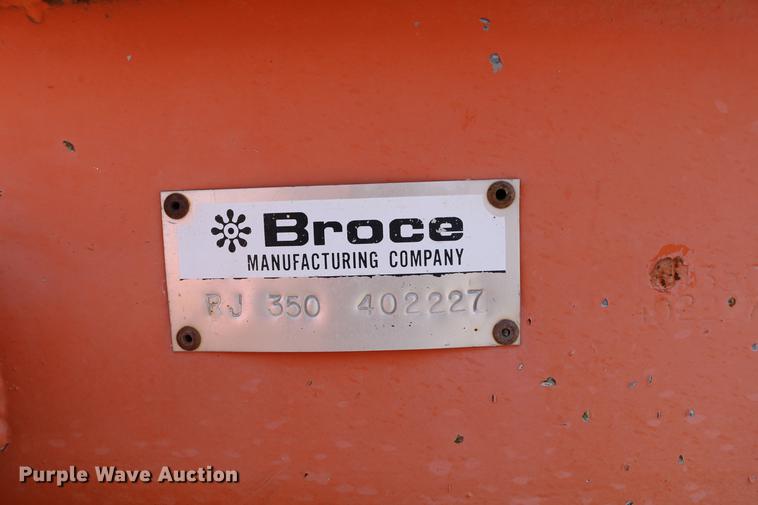 Broce
MANUFACTURING COMPANY
RJ 350 402227
Purple Wave Auction